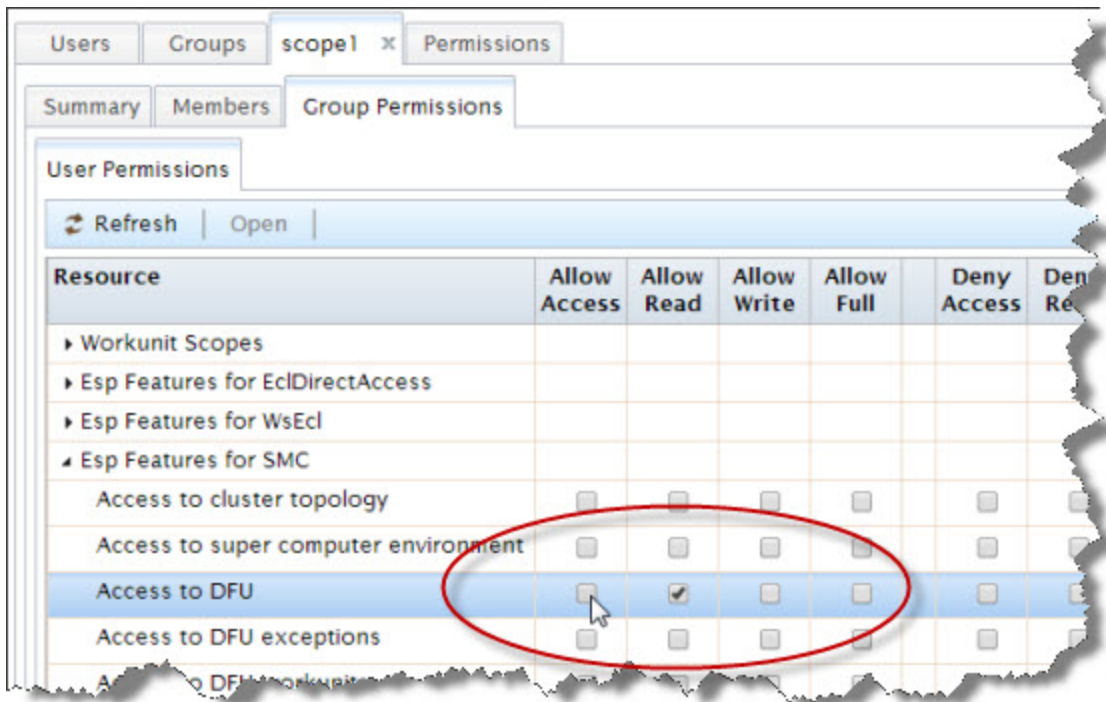 Users Groups scope1 x Permissions
Summary Members Group Permissions
User Permissions
Refresh Open
Resource Allow Access Allow Read Allow Write Allow Full Deny Access
Workunit Scopes
Esp Features for EclDirectAccess
Esp Features for WsEcl
Esp Features for SMC
Access to cluster topology
Access to super computer environment
Access to DFU
Access to DFU exceptions